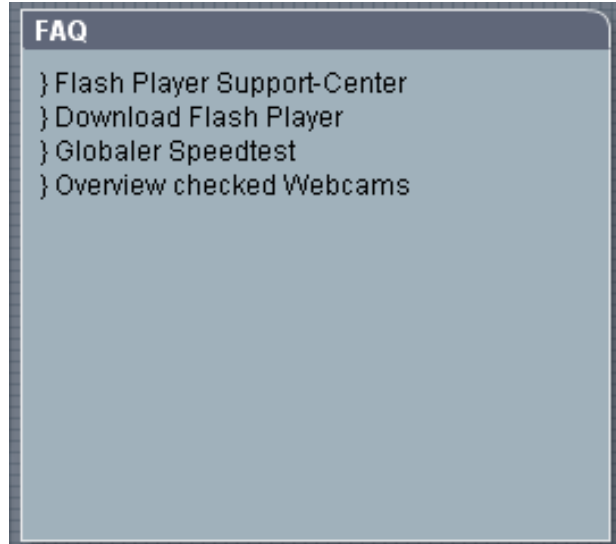 FAQ
} Flash Player Support-Center
} Download Flash Player
} Globaler Speedtest
} Overview checked Webcams